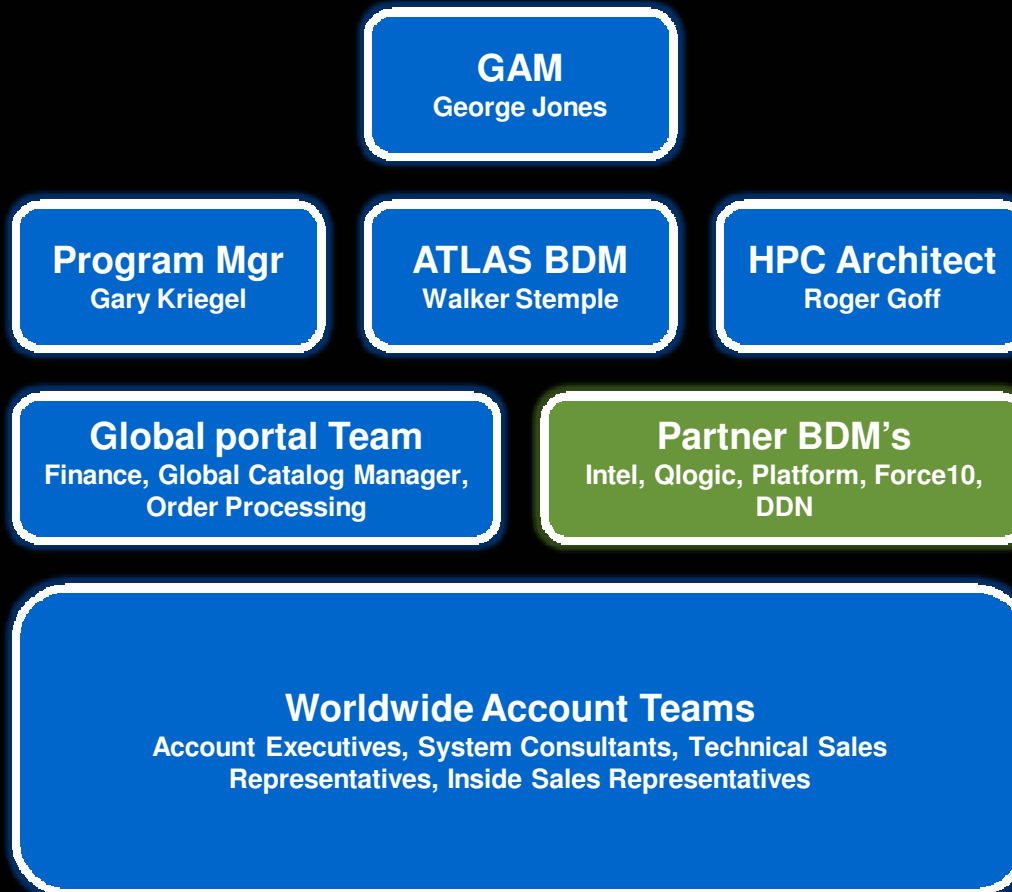 GAM
George Jones
Program Mgr
Gary Kriegel
ATLAS BDM
Walker Stemple
HPC Architect
Roger Goff
Global portal Team
Finance, Global Catalog Manager,
Order Processing
Partner BDM’s
Intel, Qlogic, Platform, Force10,
DDN
Worldwide Account Teams
Account Executives, System Consultants, Technical Sales
Representatives, Inside Sales Representatives